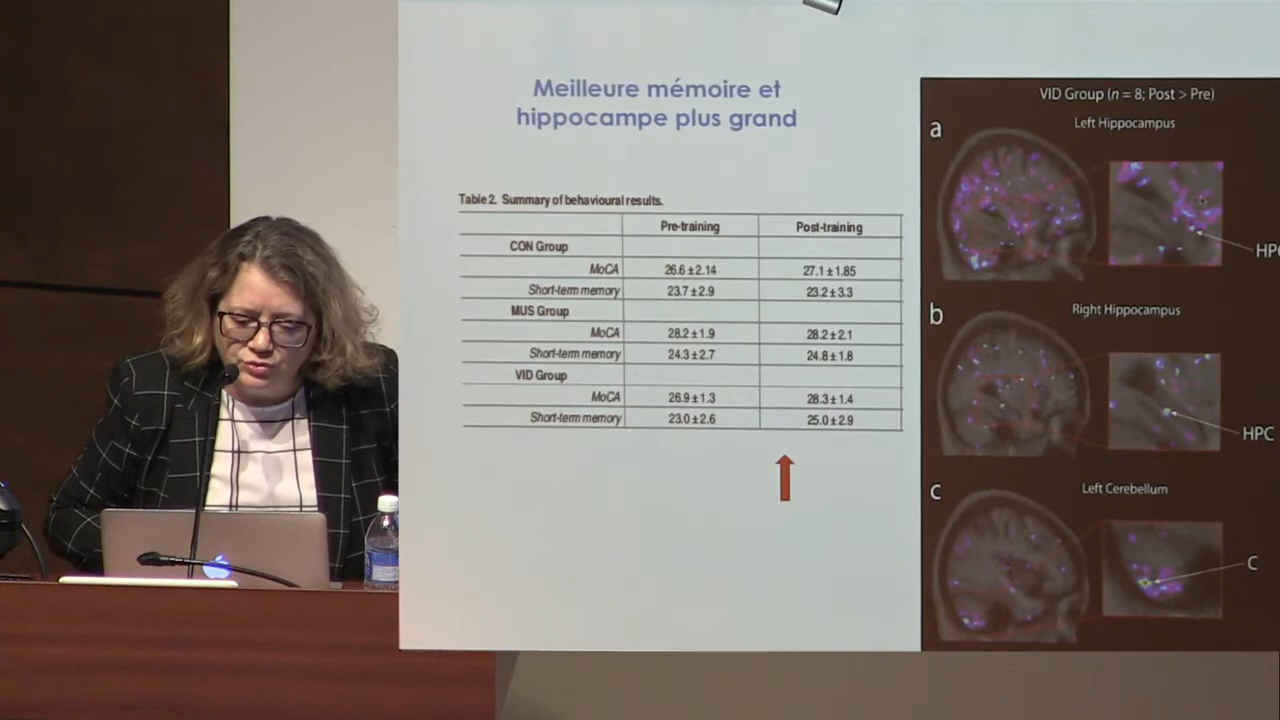 Meilleure mémoire et
hippocampe plus grand
Table 2. Summary of behavioural results.
Pre-training Post-training
CON Group
MoCA 26.6 ±2.14 27.1 ±1.85
Short-term memory 23.7 ±2.9 23.2 ±3.3
MUS Group
MoCA 28.2 ±1.9 28.2 ±2.1
Short-term memory 24.3 ±2.7 24.8 ±1.8
VID Group
MoCA 26.9 ±1.3 28.3 ±1.4
Short-term memory 23.0 ±2.6 25.0 ±2.9
VID Group (n = 8; Post > Pre)
a
Left Hippocampus
HPC
b
Right Hippocampus
HPC
c
Left Cerebellum
C